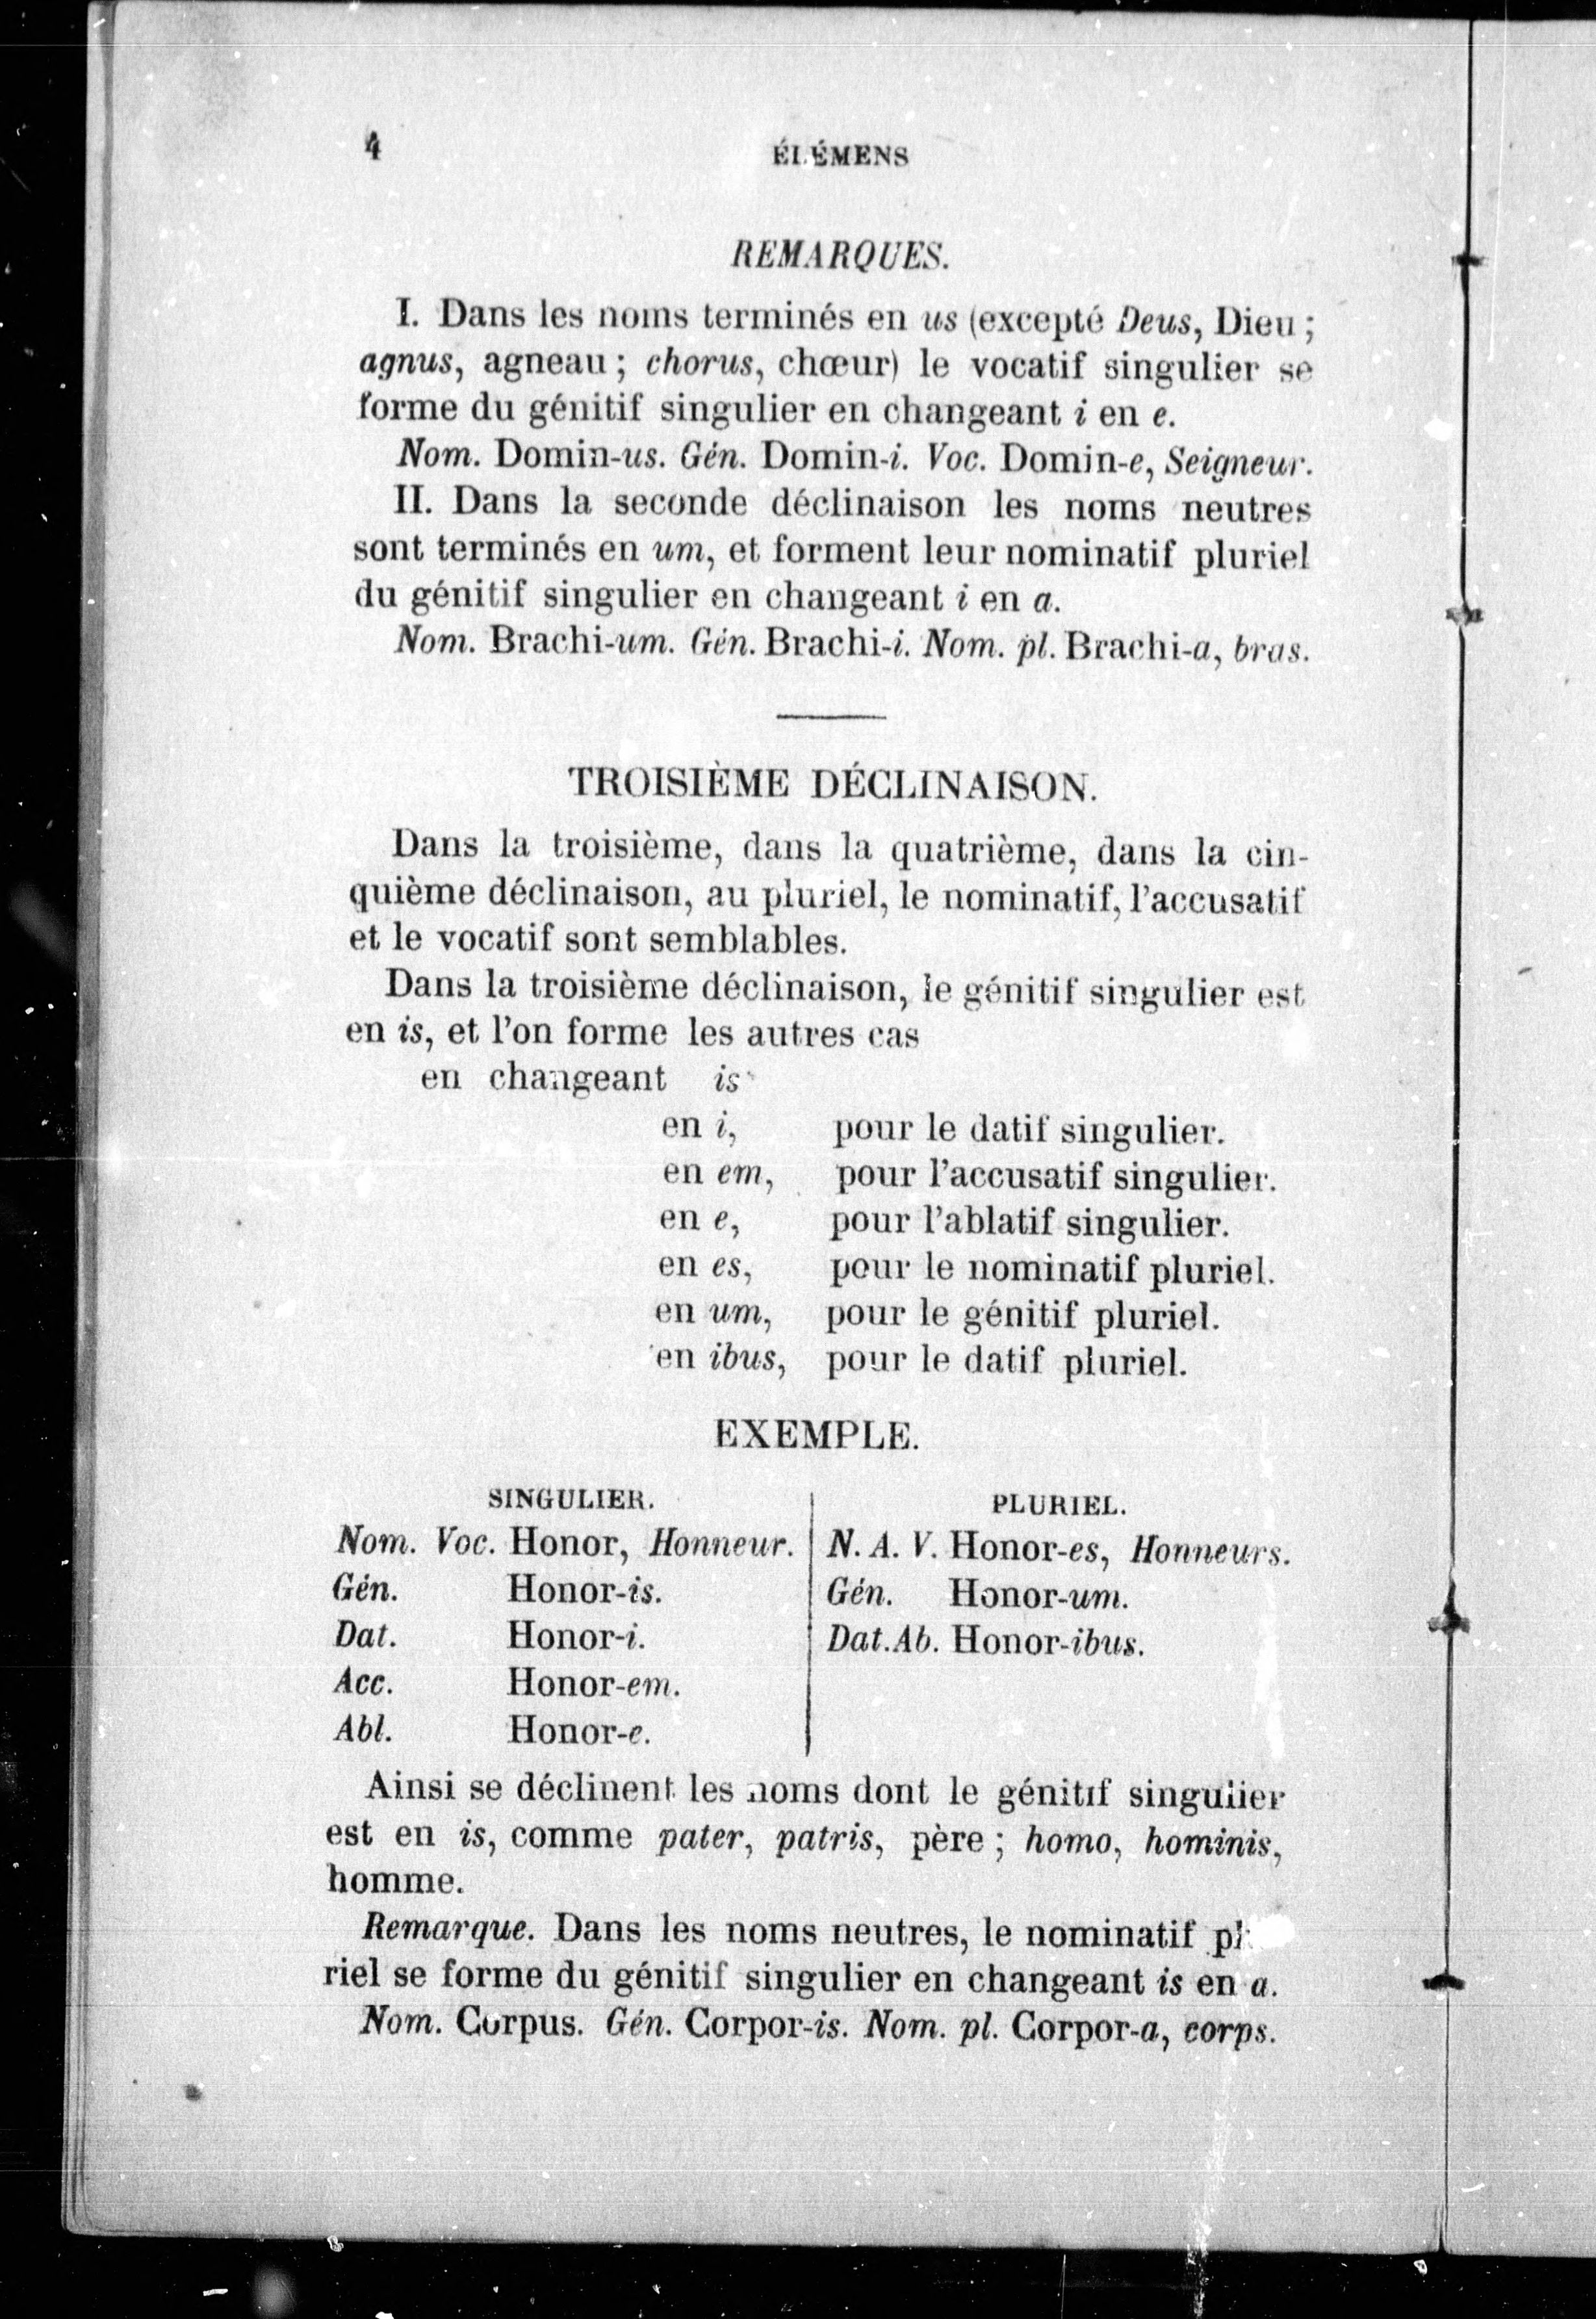 4 ÉLÉMENS
REMARQUES.
I. Dans les noms terminés en us (excepté Deus, Dieu ;
agnus, agneau ; chorus, chœur) le vocatif singulier se
forme du génitif singulier en changeant i en e.
Nom. Domin-us. Gén. Domin-i. Voc. Domin-e, Seigneur.
II. Dans la seconde déclinaison les noms neutres
sont terminés en um, et forment leur nominatif pluriel
du génitif singulier en changeant i en a.
Nom. Brachi-um. Gén. Brachi-i. Nom. pl. Brachi-a, bras.
TROISIÈME DÉCLINAISON.
Dans la troisième, dans la quatrième, dans la cin-
quième déclinaison, au pluriel, le nominatif, l'accusatif
et le vocatif sont semblables.
Dans la troisième déclinaison, le génitif singulier est
en is, et l'on forme les autres cas
en changeant is
en i, pour le datif singulier.
en em, pour l'accusatif singulier.
en e, pour l'ablatif singulier.
en es, pour le nominatif pluriel.
en um, pour le génitif pluriel.
en ibus, pour le datif pluriel.
EXEMPLE.
SINGULIER.
Nom. Voc. Honor, Honneur.
Gén. Honor-is.
Dat. Honor-i.
Acc. Honor-em.
Abl. Honor-e.
PLURIEL.
N. A. V. Honor-es, Honneurs.
Gén. Honor-um.
Dat. Ab. Honor-ibus.
Ainsi se déclinent les noms dont le génitif singulier
est en is, comme pater, patris, père ; homo, hominis,
homme.
Remarque. Dans les noms neutres, le nominatif
riel se forme du génitif singulier en changeant is en a.
Nom. Corpus. Gén. Corpor-is. Nom. pl. Corpor-a, corps.